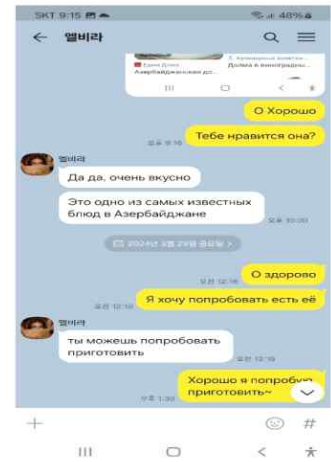 SKT 9:15
48%
엘비라
Азербайджанская до...
О Хорошо
Тебе нравится она?
엘비라
Да да, очень вкусно
Это одно из самых известных
блюд в Азербайджане
О здорово
Я хочу попробовать есть её
엘비라
ты можешь попробовать
приготовить
Хорошо я попробую
приготовить~